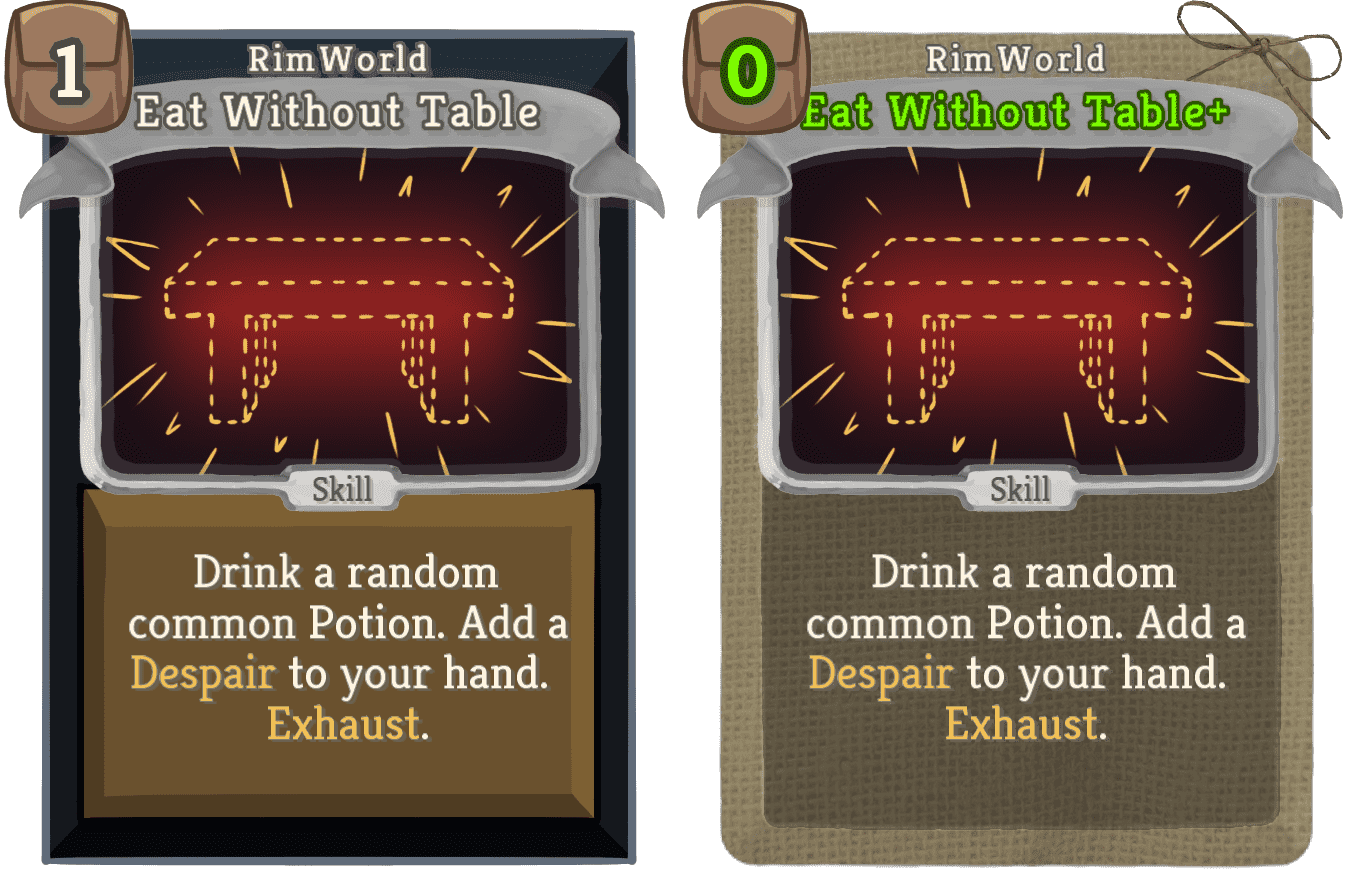 1
RimWorld
Eat Without Table
Skill
Drink a random
common Potion. Add a
Despair to your hand.
Exhaust.
0
RimWorld
Eat Without Table+
Skill
Drink a random
common Potion. Add a
Despair to your hand.
Exhaust.